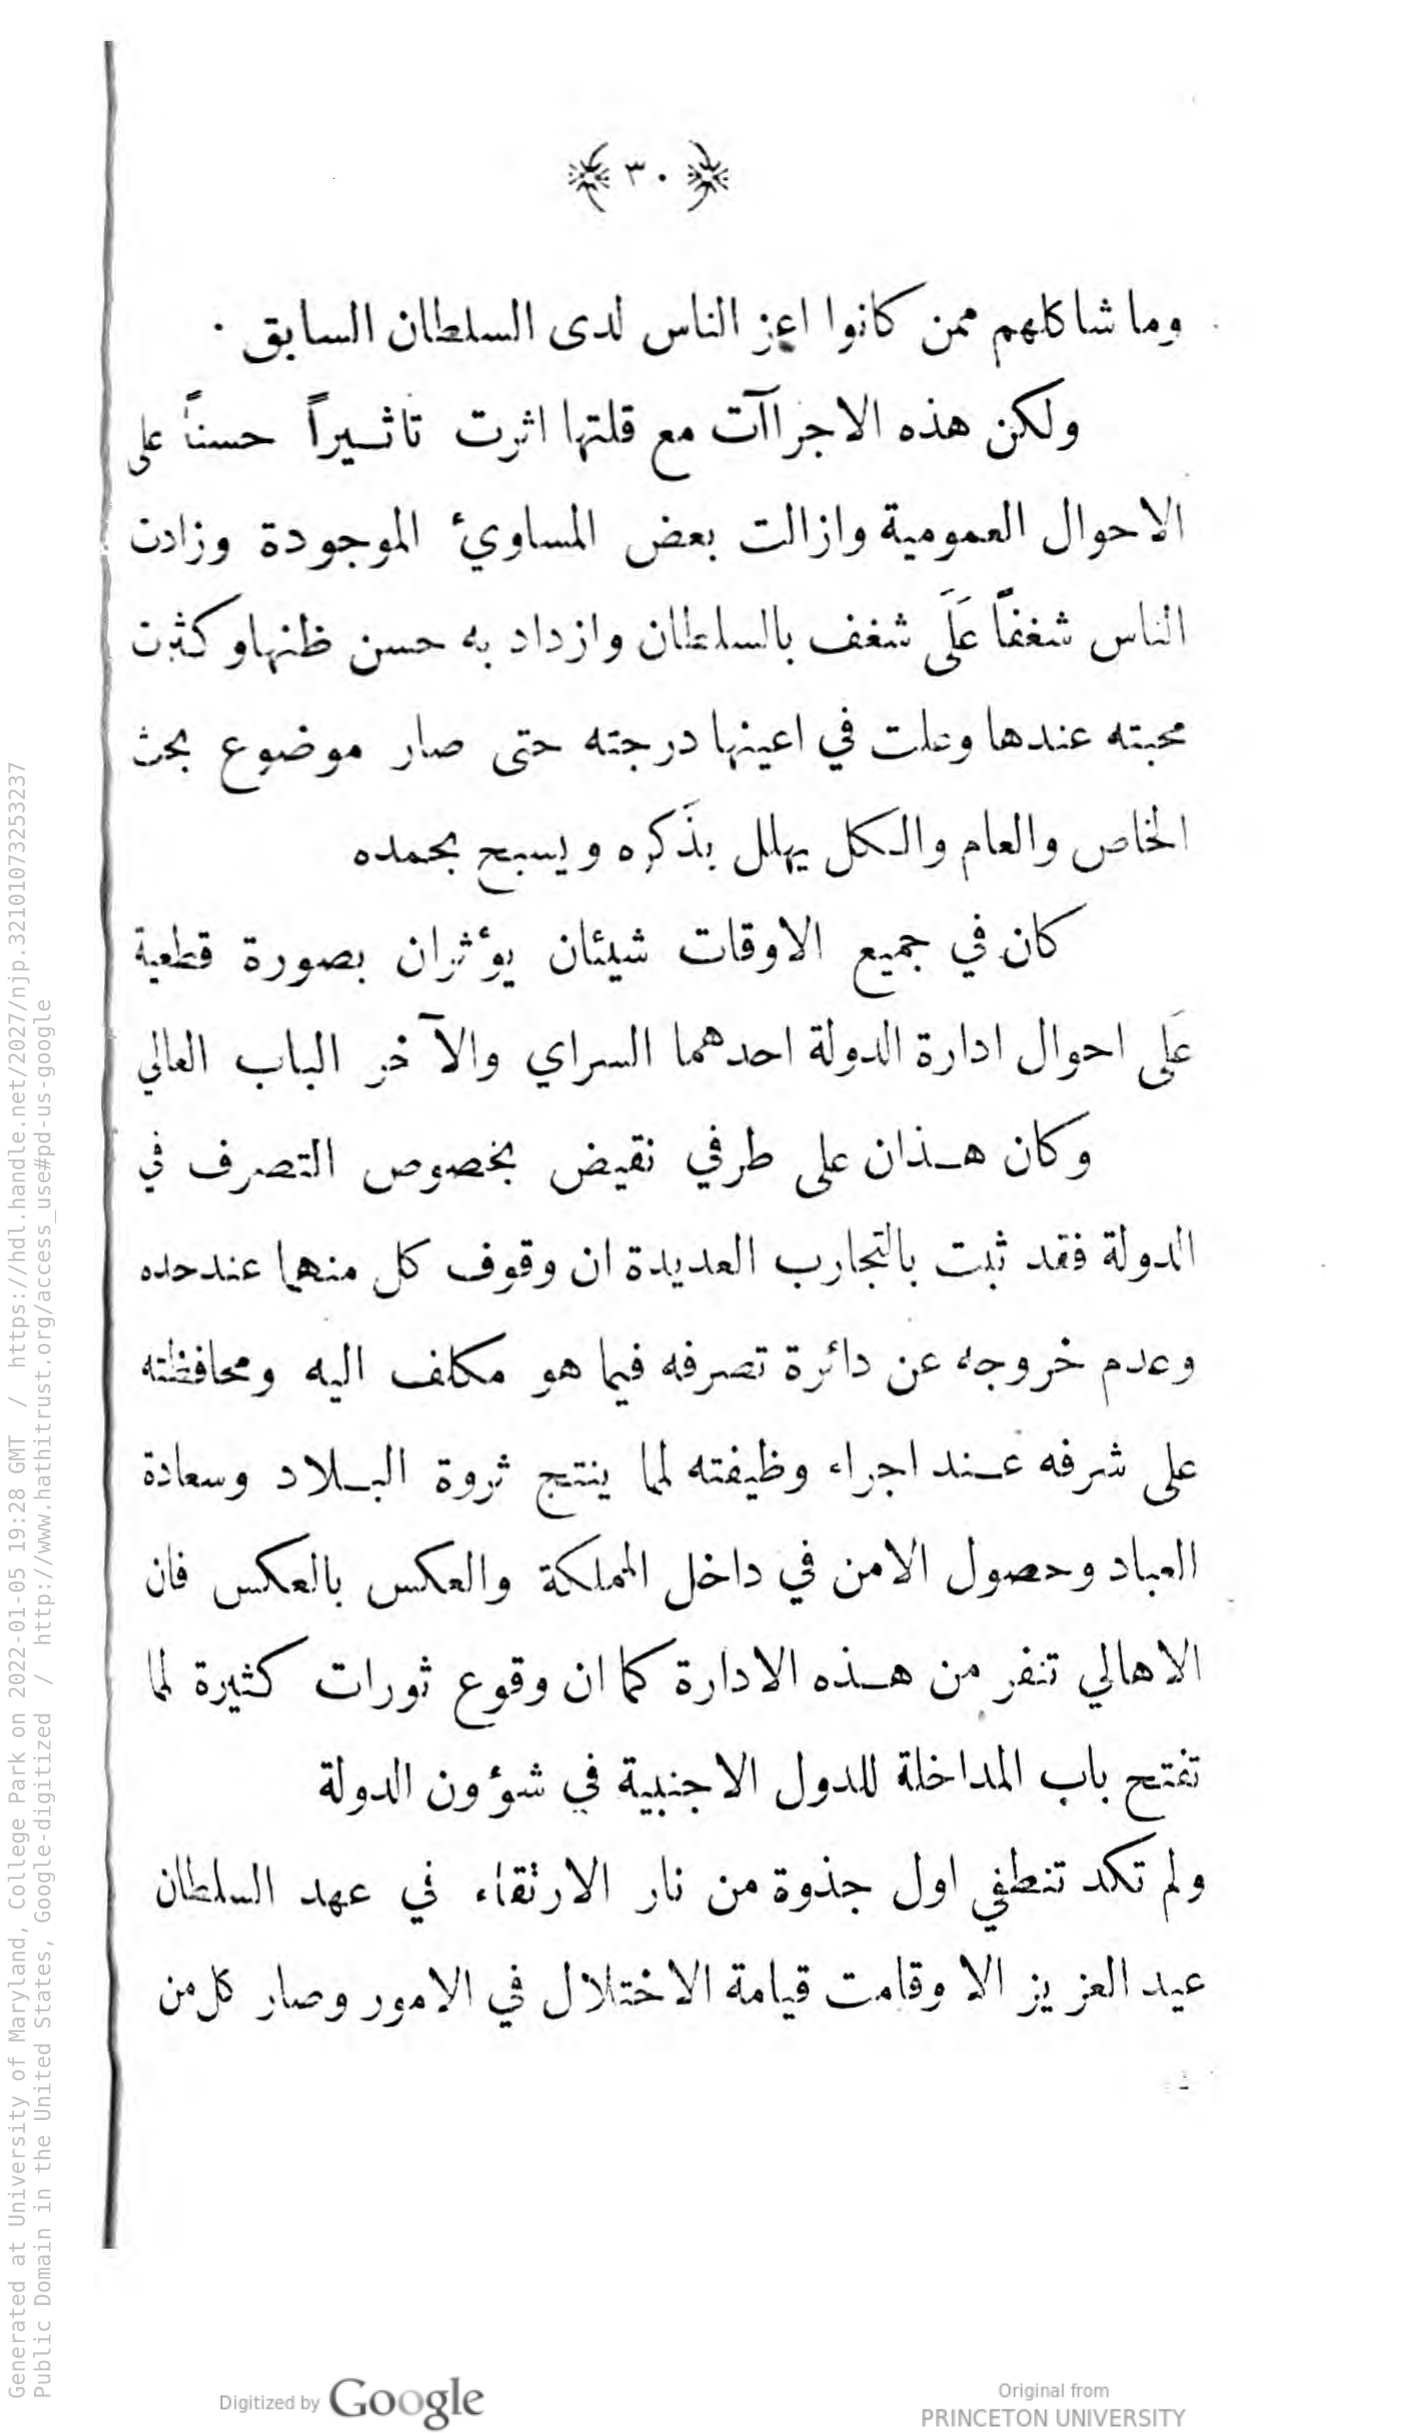 ﴿ ٣٠ ﴾
وما شاكلهم ممن كانوا اعز الناس لدى السلطان السابق ٠
ولكن هذه الاجراآت مع قلتها اثرت تاثيراً حسناً على
الاحوال العمومية وازالت بعض المساوئ الموجودة وزادت
الناس شغفاً عَلَى شغف بالسلطان وازداد به حسن ظنها وكثرت
محبته عندها وعلت في اعينها درجته حتى صار موضوع بحث
الخاص والعام والكل يهلل بذَكره ويسبح بحمده
كان في جميع الاوقات شيئان يؤثران بصورة قطعية
عَلى احوال ادارة الدولة احدهما السراي والآخر الباب العالي
وكان هـذان على طرفي نقيض بخصوص التصرف في
الدولة فقد ثبت بالتجارب العديدة ان وقوف كل منهما عند حده
وعدم خروجه عن دائرة تصرفه فيما هو مكلف اليه ومحافظته
على شرفه عـند اجراء وظيفته لما ينتج ثروة البـلاد وسعادة
العباد وحصول الامن في داخل المملكة والعكس بالعكس فان
الاهالي تنفر من هـذه الادارة كما ان وقوع ثورات كثيرة لما
تفتح باب المداخلة للدول الاجنبية في شؤون الدولة
ولم تكد تنطفي اول جذوة من نار الارتقاء في عهد السلطان
عبد العزيز الا وقامت قيامة الاختلال في الامور وصار كل من
Generated at University of Maryland, College Park on 2022-01-05 19:28 GMT / https://hdl.handle.net/2027/njp.32101073253237
Public Domain in the United States, Google-digitized / http://www.hathitrust.org/access_use#pd-us-google
Digitized by Google
Original from
PRINCETON UNIVERSITY